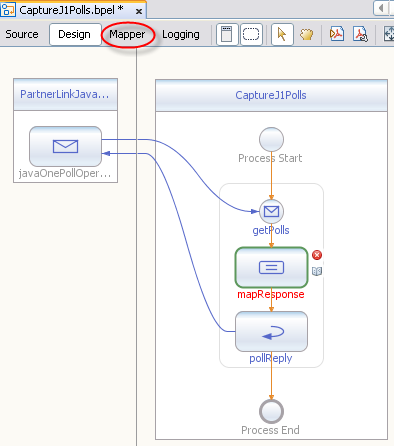 CaptureJ1Polls.bpel *
Source Design Mapper Logging
PartnerLinkJava...
javaOnePollOper...
CaptureJ1Polls
Process Start
getPolls
mapResponse
pollReply
Process End